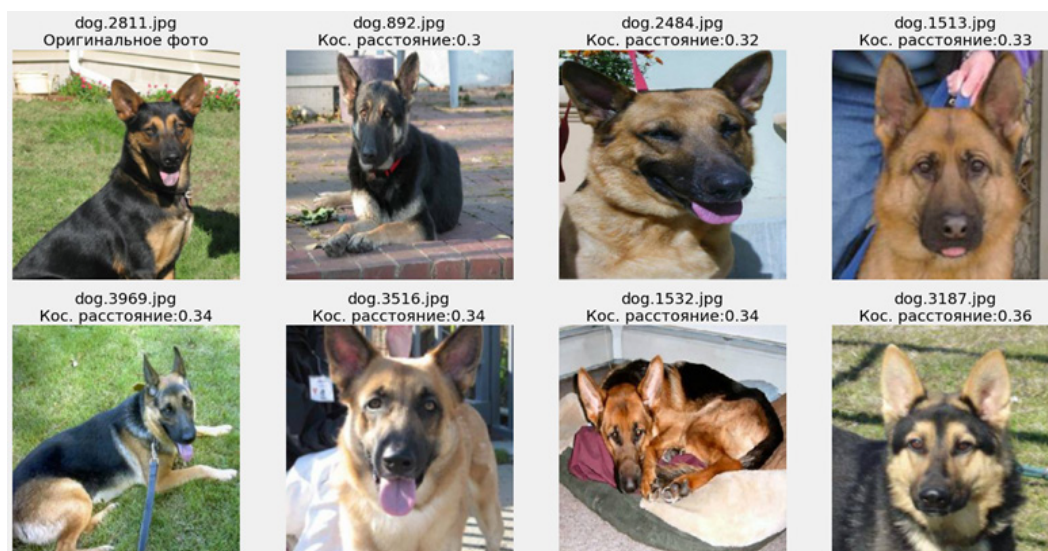 dog.2811.jpg
Оригинальное фото
dog.892.jpg
Кос. расстояние:0.3
dog.2484.jpg
Кос. расстояние:0.32
dog.1513.jpg
Кос. расстояние:0.33
dog.3969.jpg
Кос. расстояние:0.34
dog.3516.jpg
Кос. расстояние:0.34
dog.1532.jpg
Кос. расстояние:0.34
dog.3187.jpg
Кос. расстояние:0.36